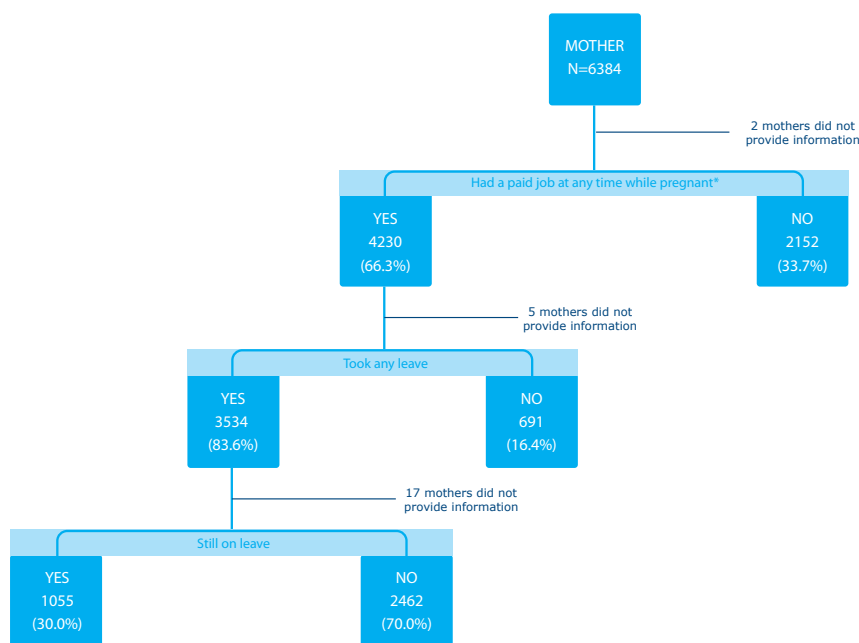 MOTHER
N=6384
2 mothers did not
provide information
Had a paid job at any time while pregnant*
YES
4230
(66.3%)
NO
2152
(33.7%)
5 mothers did not
provide information
Took any leave
YES
3534
(83.6%)
NO
691
(16.4%)
17 mothers did not
provide information
Still on leave
YES
1055
(30.0%)
NO
2462
(70.0%)